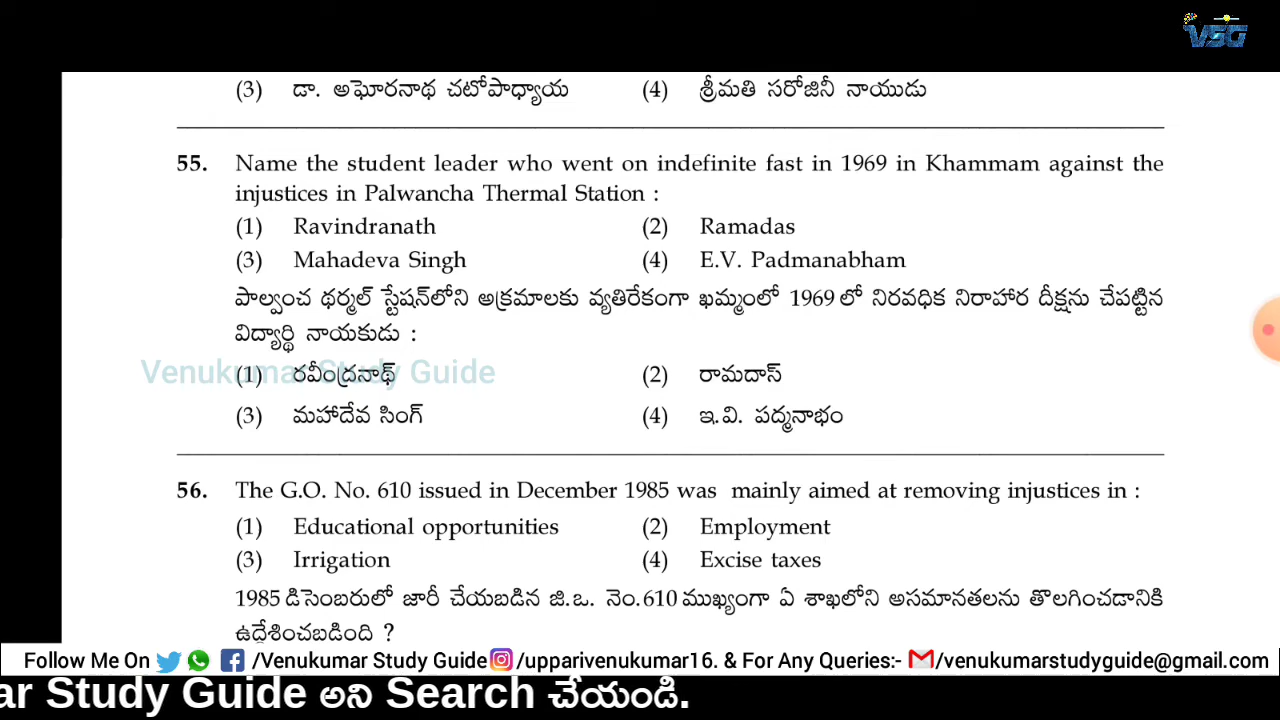 VSG
(3) డా. అఘోరనాథ చటోపాధ్యాయ (4) శ్రీమతి సరోజినీ నాయుడు
55. Name the student leader who went on indefinite fast in 1969 in Khammam against the
injustices in Palwancha Thermal Station :
(1) Ravindranath (2) Ramadas
(3) Mahadeva Singh (4) E.V. Padmanabham
పాల్వంచ థర్మల్ స్టేషన్‌లోని అక్రమాలకు వ్యతిరేకంగా ఖమ్మంలో 1969 లో నిరవధిక నిరాహార దీక్షను చేపట్టిన
విద్యార్థి నాయకుడు :
Venukumar Study Guide
(1) రవీంద్రనాథ్ (2) రామదాస్
(3) మహాదేవ సింగ్ (4) ఇ.వి. పద్మనాభం
56. The G.O. No. 610 issued in December 1985 was mainly aimed at removing injustices in :
(1) Educational opportunities (2) Employment
(3) Irrigation (4) Excise taxes
1985 డిసెంబరులో జారీ చేయబడిన జి.ఒ. నెం.610 ముఖ్యంగా ఏ శాఖలోని అసమానతలను తొలగించడానికి
ఉద్దేశించబడింది ?
Follow Me On /Venukumar Study Guide /upparivenukumar16. & For Any Queries:- /venukumarstudyguide@gmail.com
ar Study Guide అని Search చేయండి.